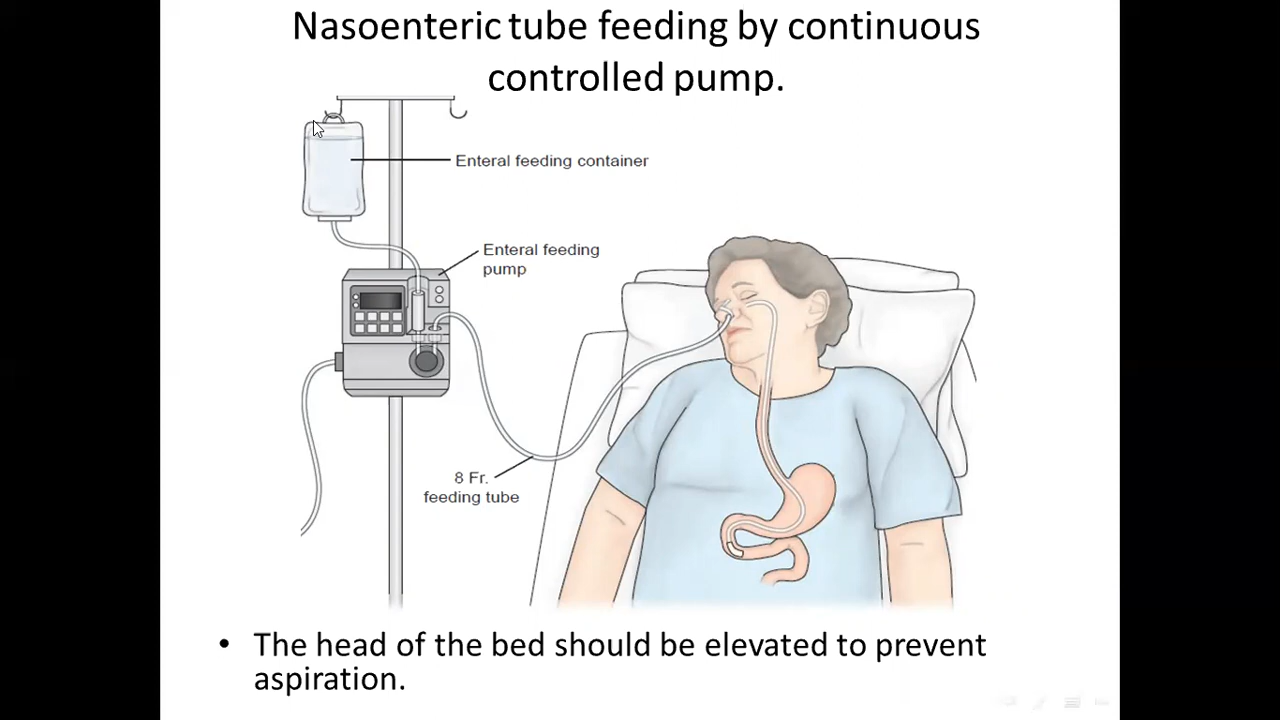 Nasoenteric tube feeding by continuous
controlled pump.
Enteral feeding container
Enteral feeding
pump
8 Fr.
feeding tube
• The head of the bed should be elevated to prevent
aspiration.